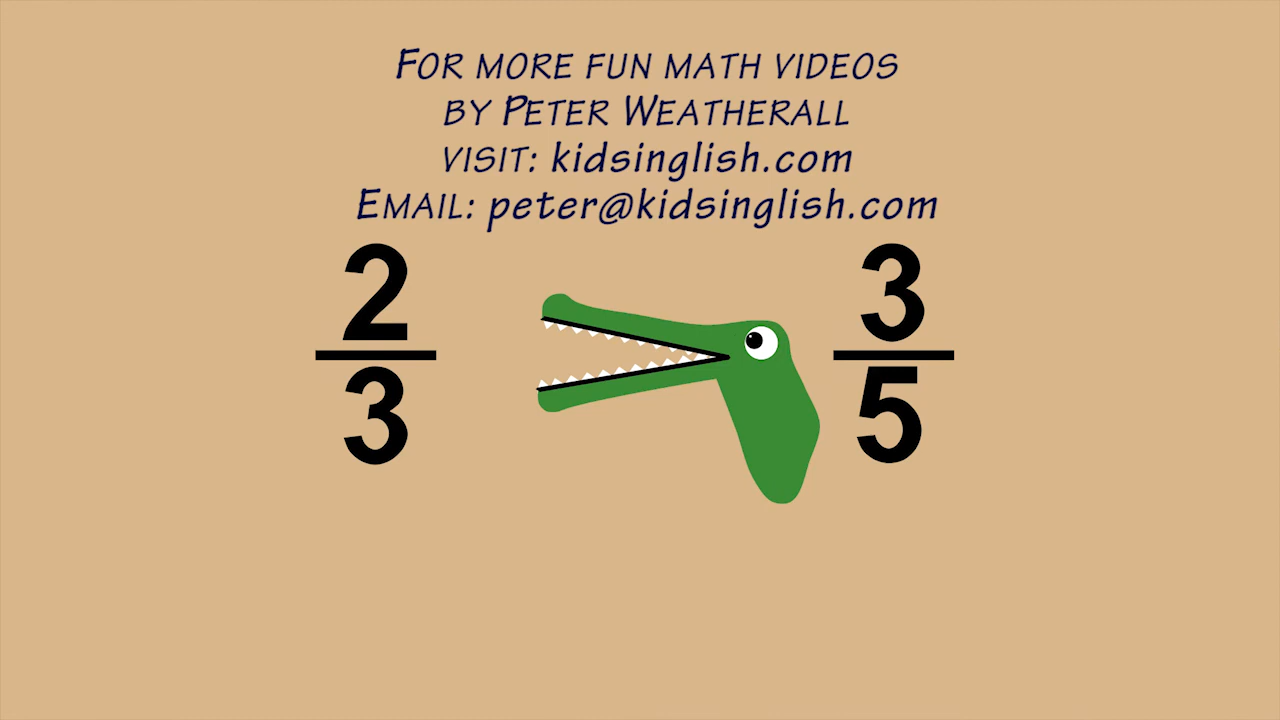 FOR MORE FUN MATH VIDEOS
BY PETER WEATHERALL
VISIT: kidsinglish.com
EMAIL: peter@kidsinglish.com
2 3
3 5